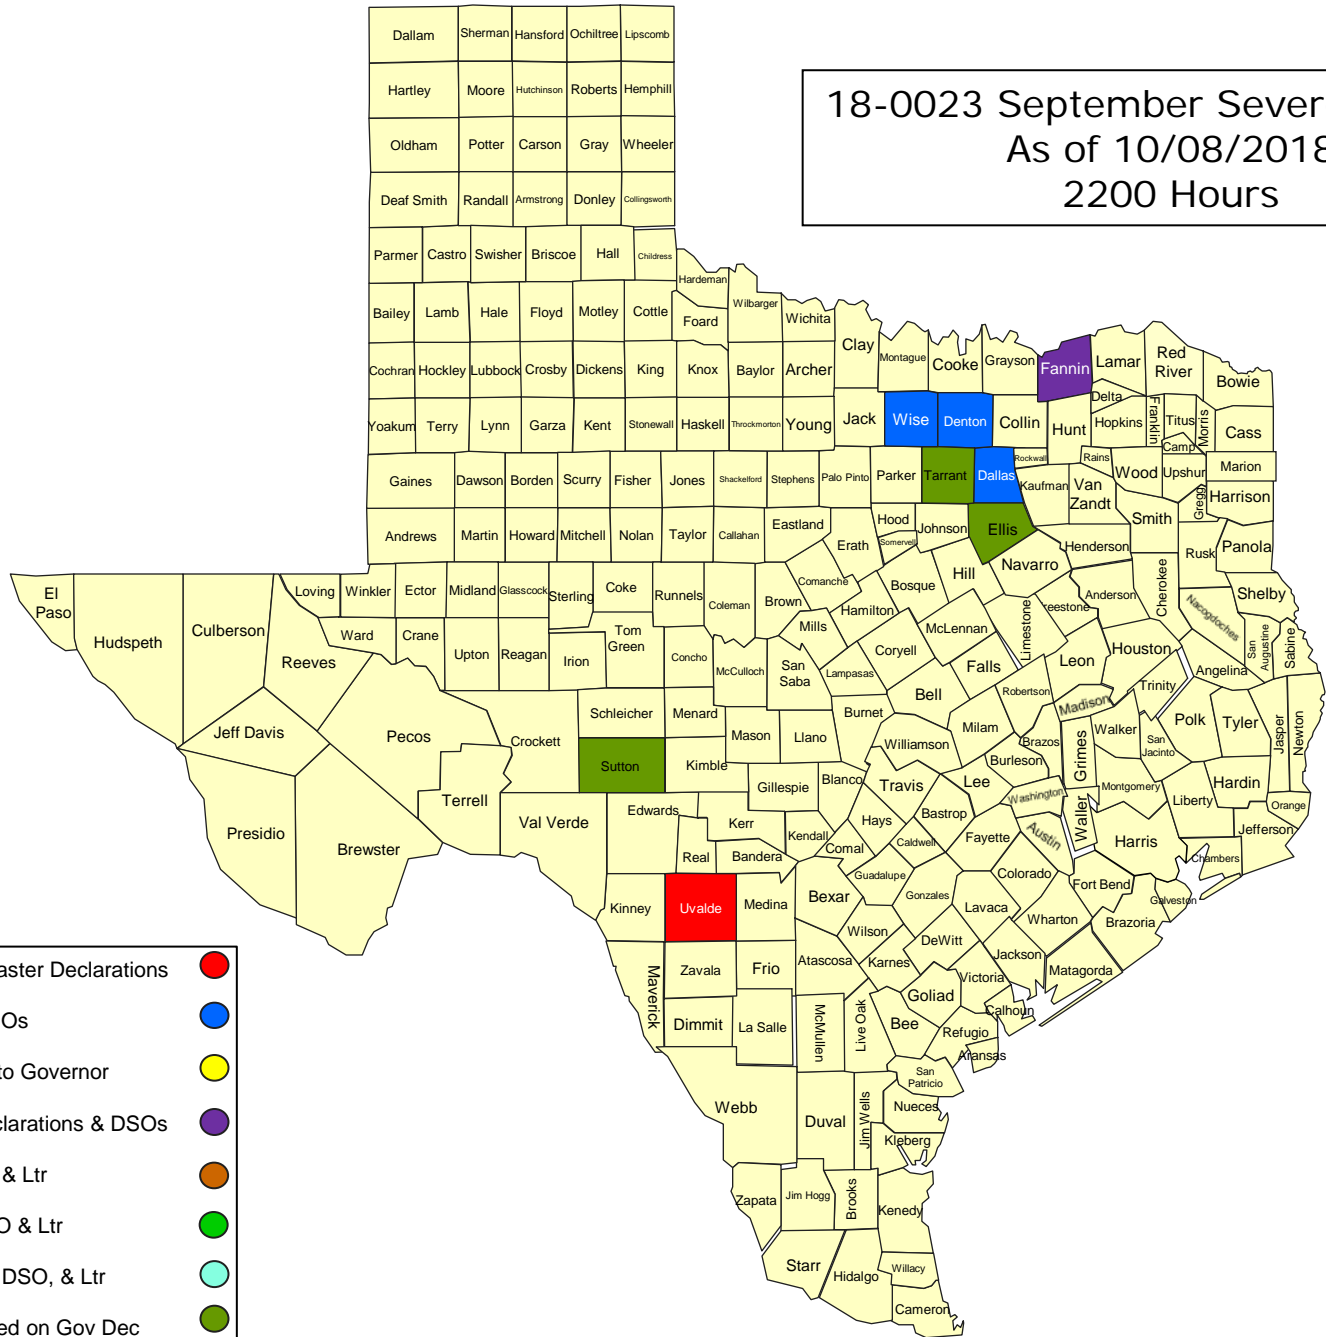 Dallam Sherman Hansford Ochiltree Lipscomb
Hartley Moore Hutchinson Roberts Hemphill
18-0023 September Sever
As of 10/08/2018
2200 Hours
Oldham Potter Carson Gray Wheeler
Deaf Smith Randall Armstrong Donley Collingsworth
Parmer Castro Swisher Briscoe Hall Childress
Hardeman
Bailey Lamb Hale Floyd Motley Cottle Foard Wilbarger Wichita
Clay Montague Cooke Grayson Fannin Lamar Red River Bowie
Cochran Hockley Lubbock Crosby Dickens King Knox Baylor Archer
Delta
Yoakum Terry Lynn Garza Kent Stonewall Haskell Throckmorton Young Jack Wise Denton Collin Hunt Hopkins Franklin Titus Morris Cass
Camp
Rockwall Rains
Gaines Dawson Borden Scurry Fisher Jones Shackelford Stephens Palo Pinto Parker Tarrant Dallas Kaufman Van Zandt Wood Upshur Marion
Gregg Harrison
Andrews Martin Howard Mitchell Nolan Taylor Callahan Eastland Erath Hood Somervell Johnson Ellis Henderson Smith Rusk Panola
El Paso Hudspeth Culberson Loving Winkler Ector Midland Glasscock Sterling Coke Runnels Coleman Brown Comanche Hamilton Bosque Hill Navarro Anderson Cherokee Shelby
Nacogdoches
Reeves Ward Crane Upton Reagan Irion Tom Green Concho McCulloch San Saba Mills Lampasas Coryell McLennan Limestone reestone Leon Houston San Augustine Sabine
Falls Angelina
Jeff Davis Pecos Crockett Schleicher Menard Mason Llano Burnet Bell Milam Robertson Madison Trinity
Walker San Jacinto Polk Tyler Jasper Newton
Sutton Kimble Gillespie Blanco Williamson Travis Lee Burleson Brazos Grimes
Washington Montgomery Liberty Hardin Orange
Presidio Brewster Terrell Val Verde Edwards Kerr Kendall Hays Bastrop Caldwell Fayette Austin Waller Harris Jefferson
Chambers
Real Bandera Comal Guadalupe Gonzales Colorado Fort Bend Galveston
Kinney Uvalde Medina Bexar Wilson Lavaca Wharton Brazoria
DeWitt
Maverick Zavala Frio Atascosa Karnes Jackson Matagorda
Victoria
Goliad Calhoun
Dimmit La Salle McMullen Live Oak Bee Refugio
Aransas
San Patricio
Webb Duval Jim Wells Nueces
Kleberg
Zapata Jim Hogg Brooks Kenedy
Starr Hidalgo Willacy
Cameron
aster Declarations
Os
to Governor
clarations & DSOs
& Ltr
O & Ltr
DSO, & Ltr
ed on Gov Dec